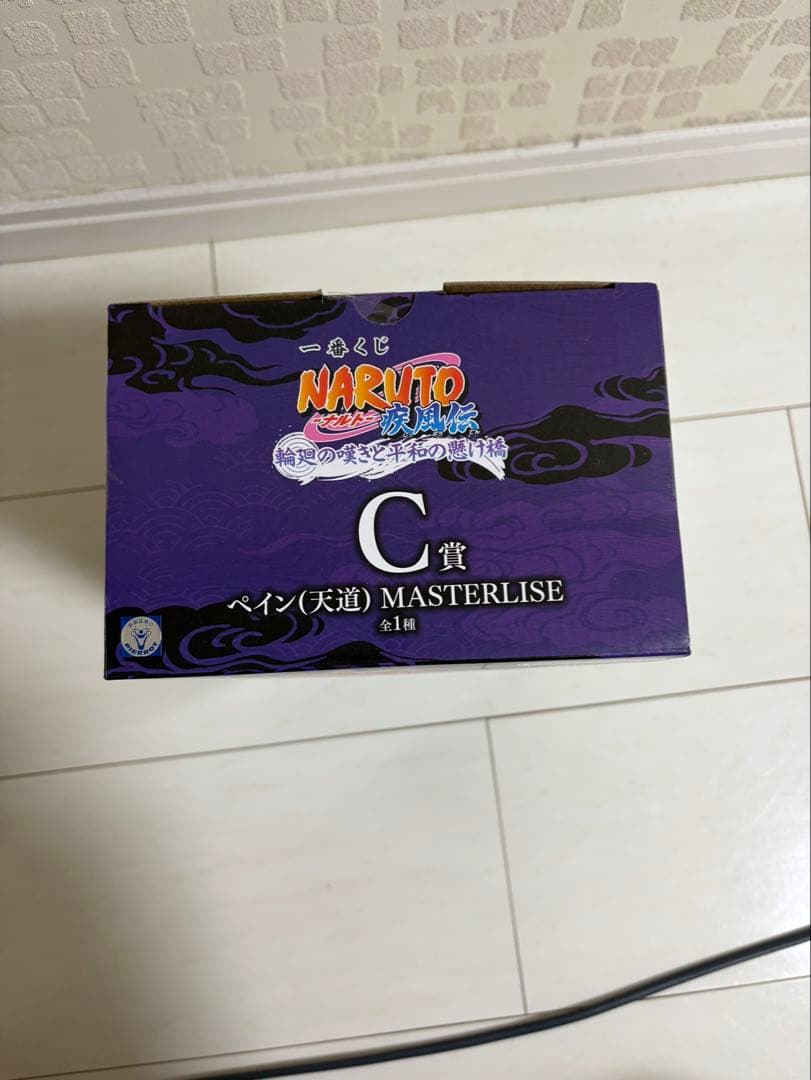 一番くじ
NARUTO
-ナルト-
疾風伝
輪廻の嘆きと平和の懸け橋
C賞
ペイン(天道) MASTERLISE
全1種
PIERROT